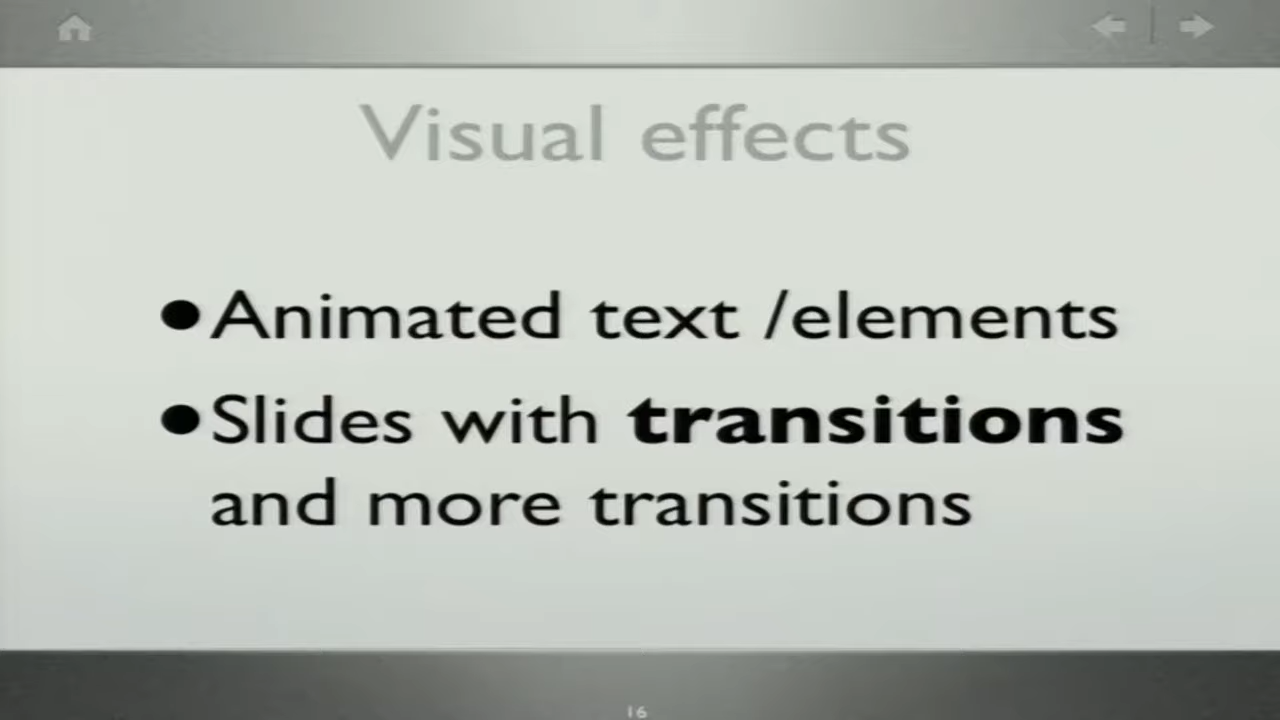 Visual effects
•Animated text /elements
•Slides with transitions
and more transitions
16